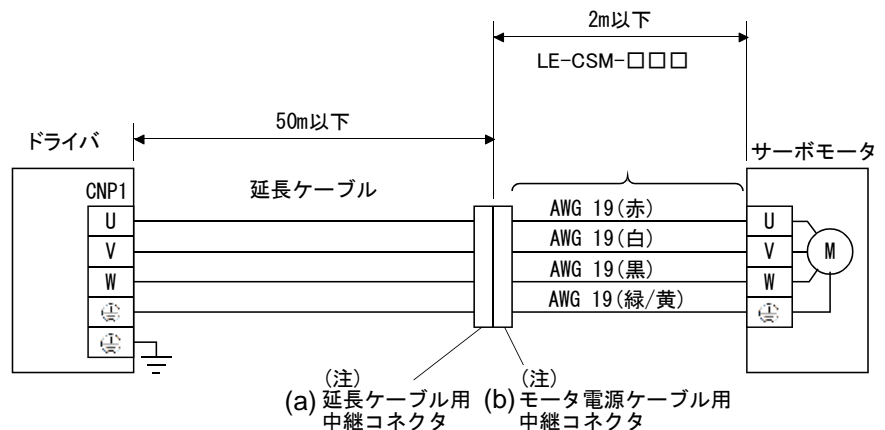 2m以下
LE-CSM-□□□
50m以下
ドライバ
サーボモータ
CNP1
延長ケーブル
U
AWG 19(赤)
U
V
AWG 19(白)
V
M
W
AWG 19(黒)
W
AWG 19(緑/黄)
(注)
(a) 延長ケーブル用
中継コネクタ
(注)
(b) モータ電源ケーブル用
中継コネクタ